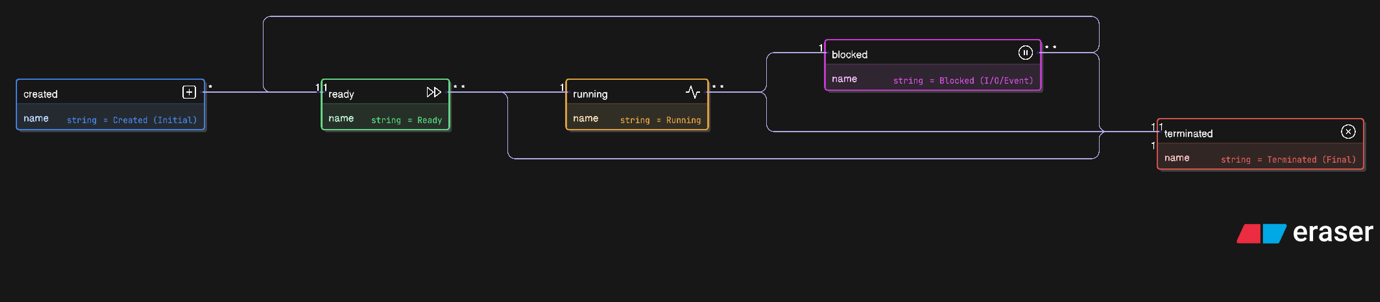 created
*
name string = Created (Initial)
1 1
ready
* *
name string = Ready
1
running
* *
name string = Running
1
blocked
* *
name string = Blocked (I/O/Event)
1 1
1
terminated
name string = Terminated (Final)
eraser